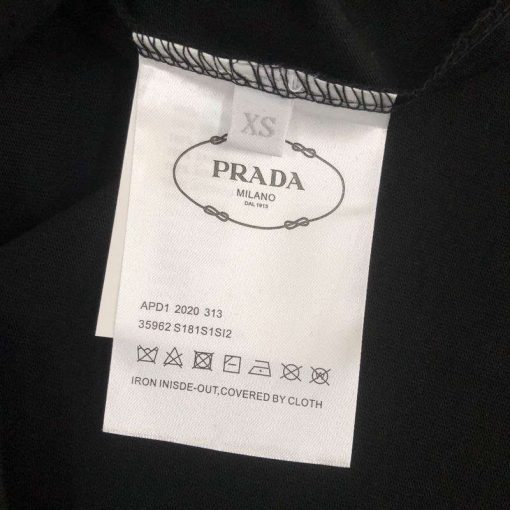 XS
PRADA
MILANO
DAL 1913
APD1 2020 313
35962 S181S1SI2
IRON INISDE-OUT,COVERED BY CLOTH